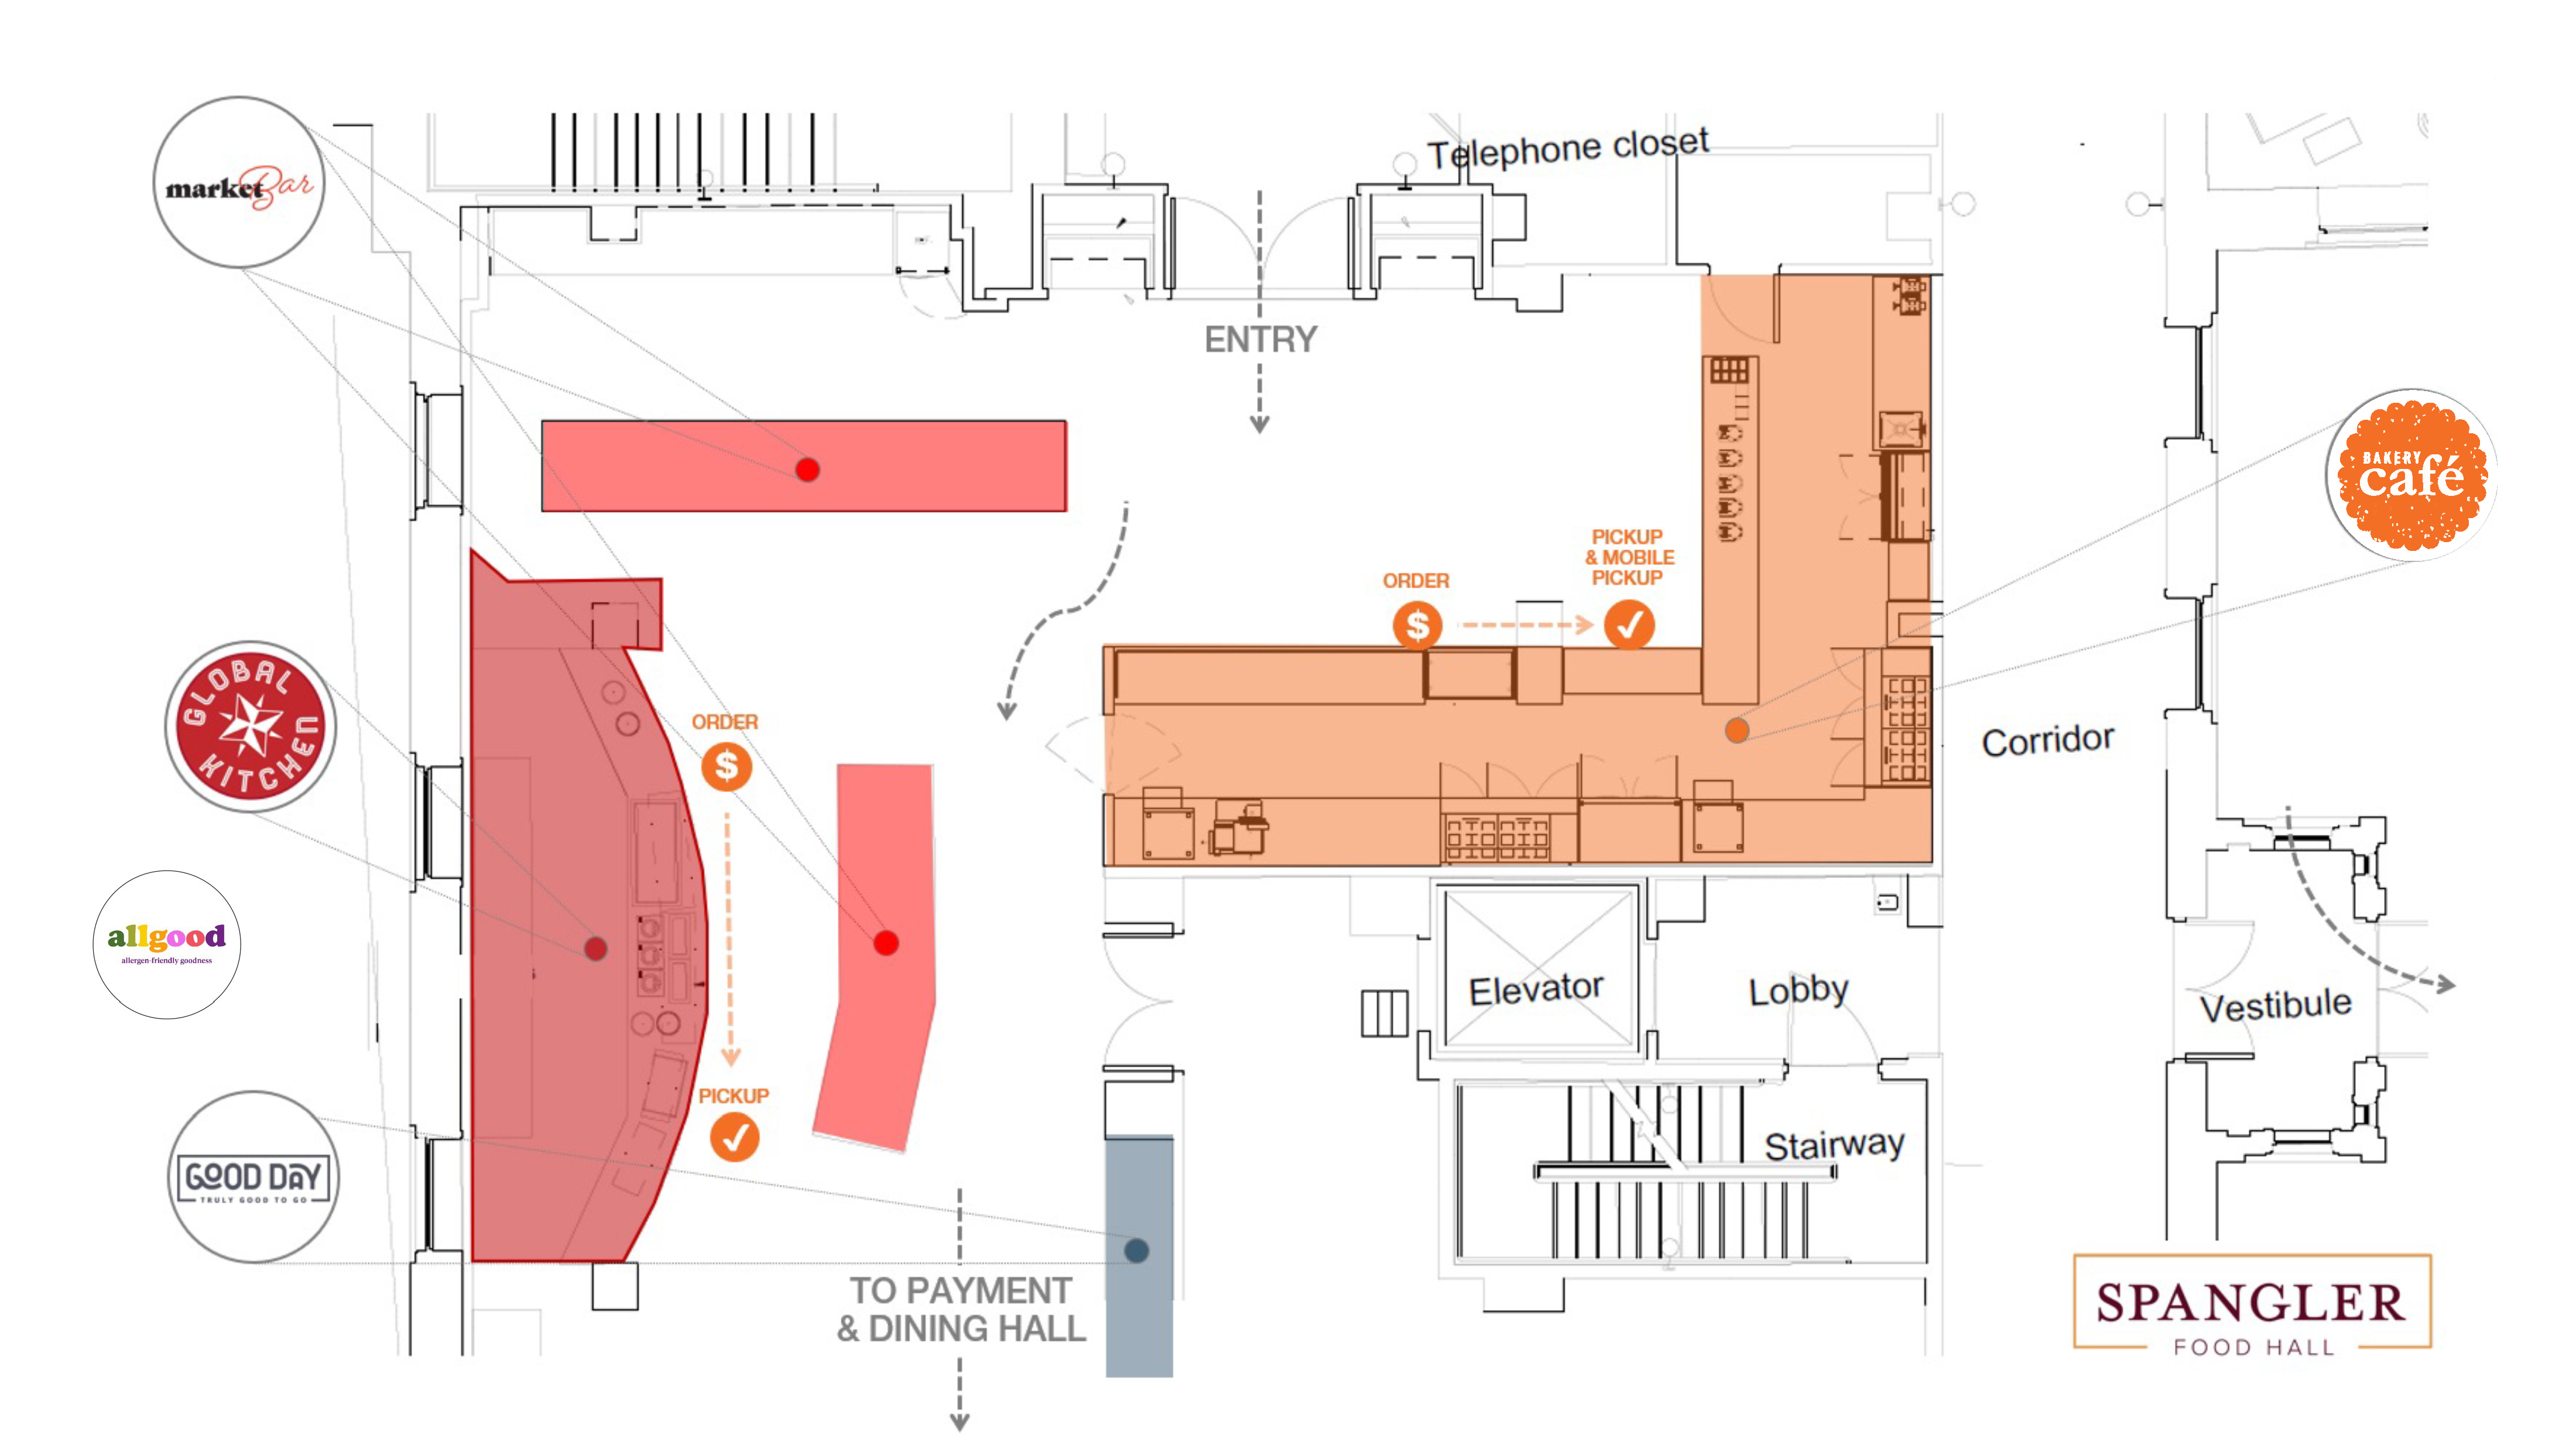 Telephone closet
market Bar
ENTRY
BAKERY
café
PICKUP
& MOBILE
PICKUP
ORDER
$
GLOBAL
KITCHEN
ORDER
$
Corridor
allgood
allergen-friendly goodness
Elevator
Lobby
Vestibule
PICKUP
Stairway
GOOD DAY
TRULY GOOD TO GO
TO PAYMENT
& DINING HALL
SPANGLER
FOOD HALL